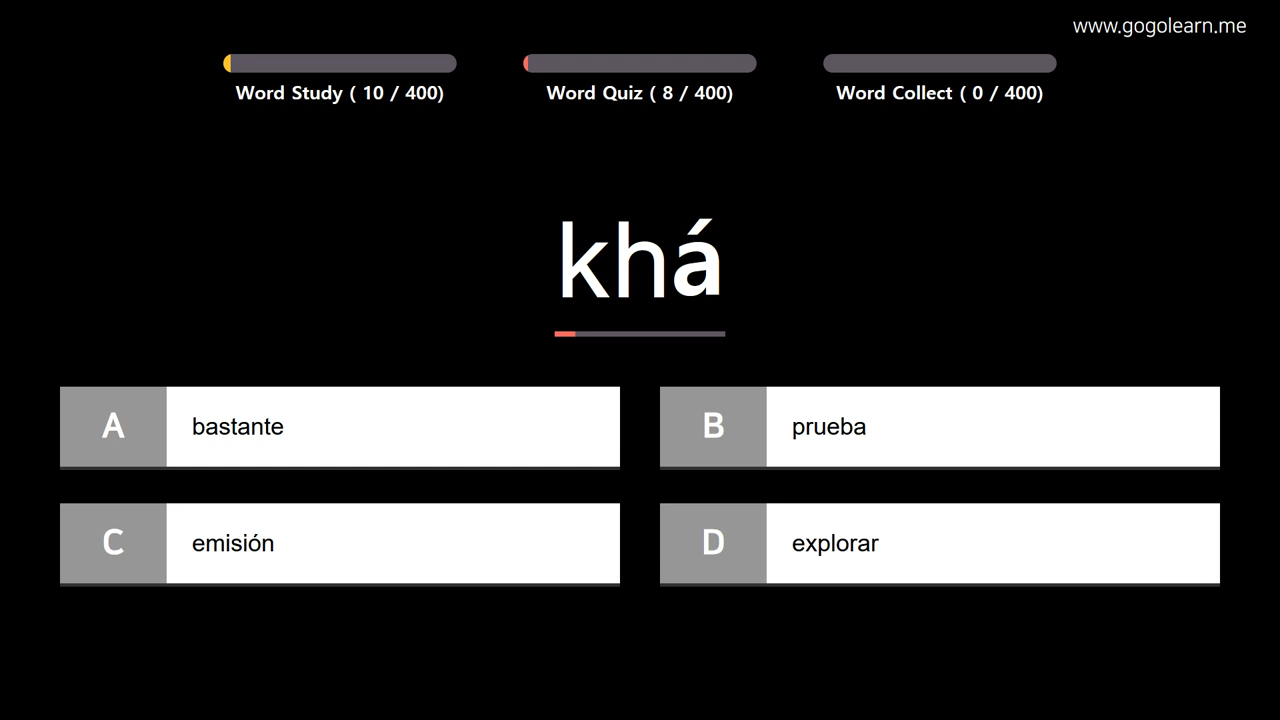 www.gogolearn.me
Word Study ( 10 / 400)
Word Quiz ( 8 / 400)
Word Collect ( 0 / 400)
khá
A bastante
B prueba
C emisión
D explorar